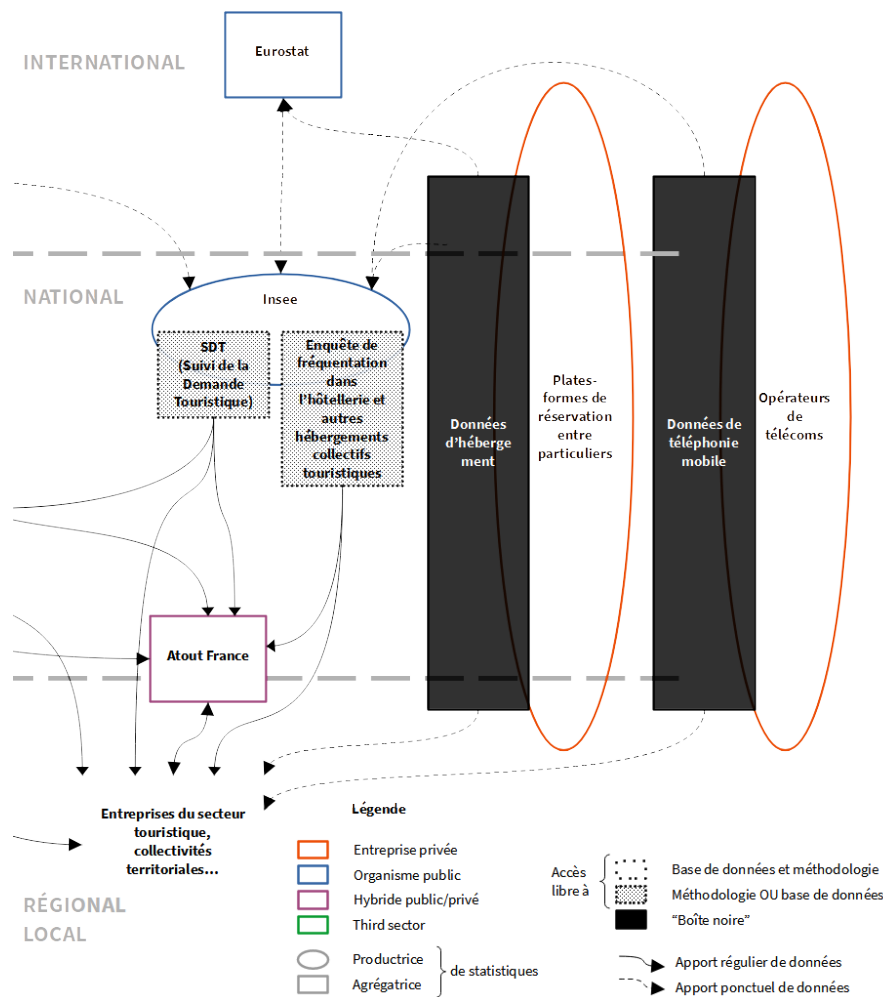 INTERNATIONAL
Eurostat
NATIONAL
Insee
SDT
(Suivi de la
Demande
Touristique)
Enquête de
fréquentation
dans
l'hôtellerie et
autres
hébergements
collectifs
touristiques
Données
d'héberge
ment
Plates-
formes de
réservation
entre
particuliers
Données de
téléphonie
mobile
Opérateurs
de
télécoms
Atout France
Entreprises du secteur
touristique,
collectivités
territoriales...
RÉGIONAL
LOCAL
Légende
Entreprise privée
Organisme public
Hybride public/privé
Third sector
Productrice
Agrégatrice
de statistiques
Accès
libre à
Base de données et méthodologie
Méthodologie OU base de données
"Boîte noire"
Apport régulier de données
Apport ponctuel de données